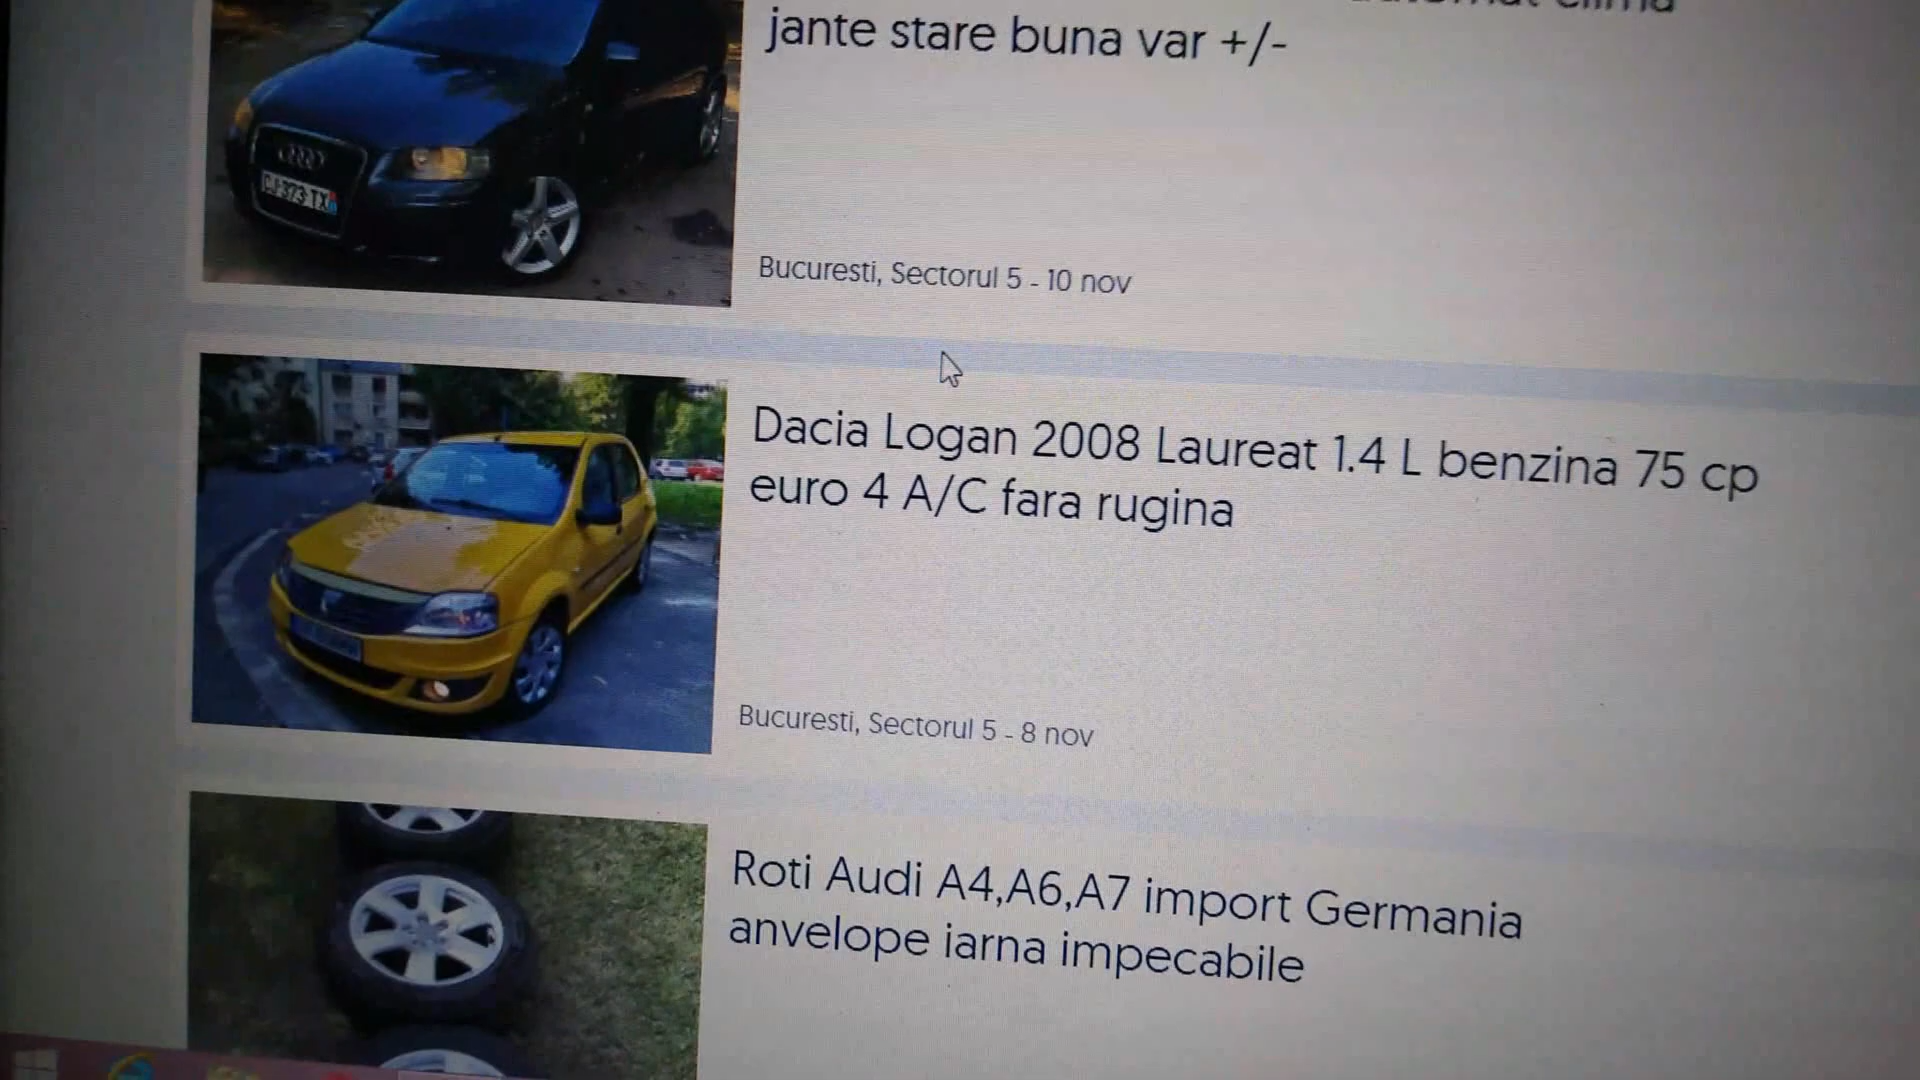 jante stare buna var +/-
Bucuresti, Sectorul 5 - 10 nov
Dacia Logan 2008 Laureat 1.4 L benzina 75 cp
euro 4 A/C fara rugina
Bucuresti, Sectorul 5 - 8 nov
Roti Audi A4,A6,A7 import Germania
anvelope iarna impecabile